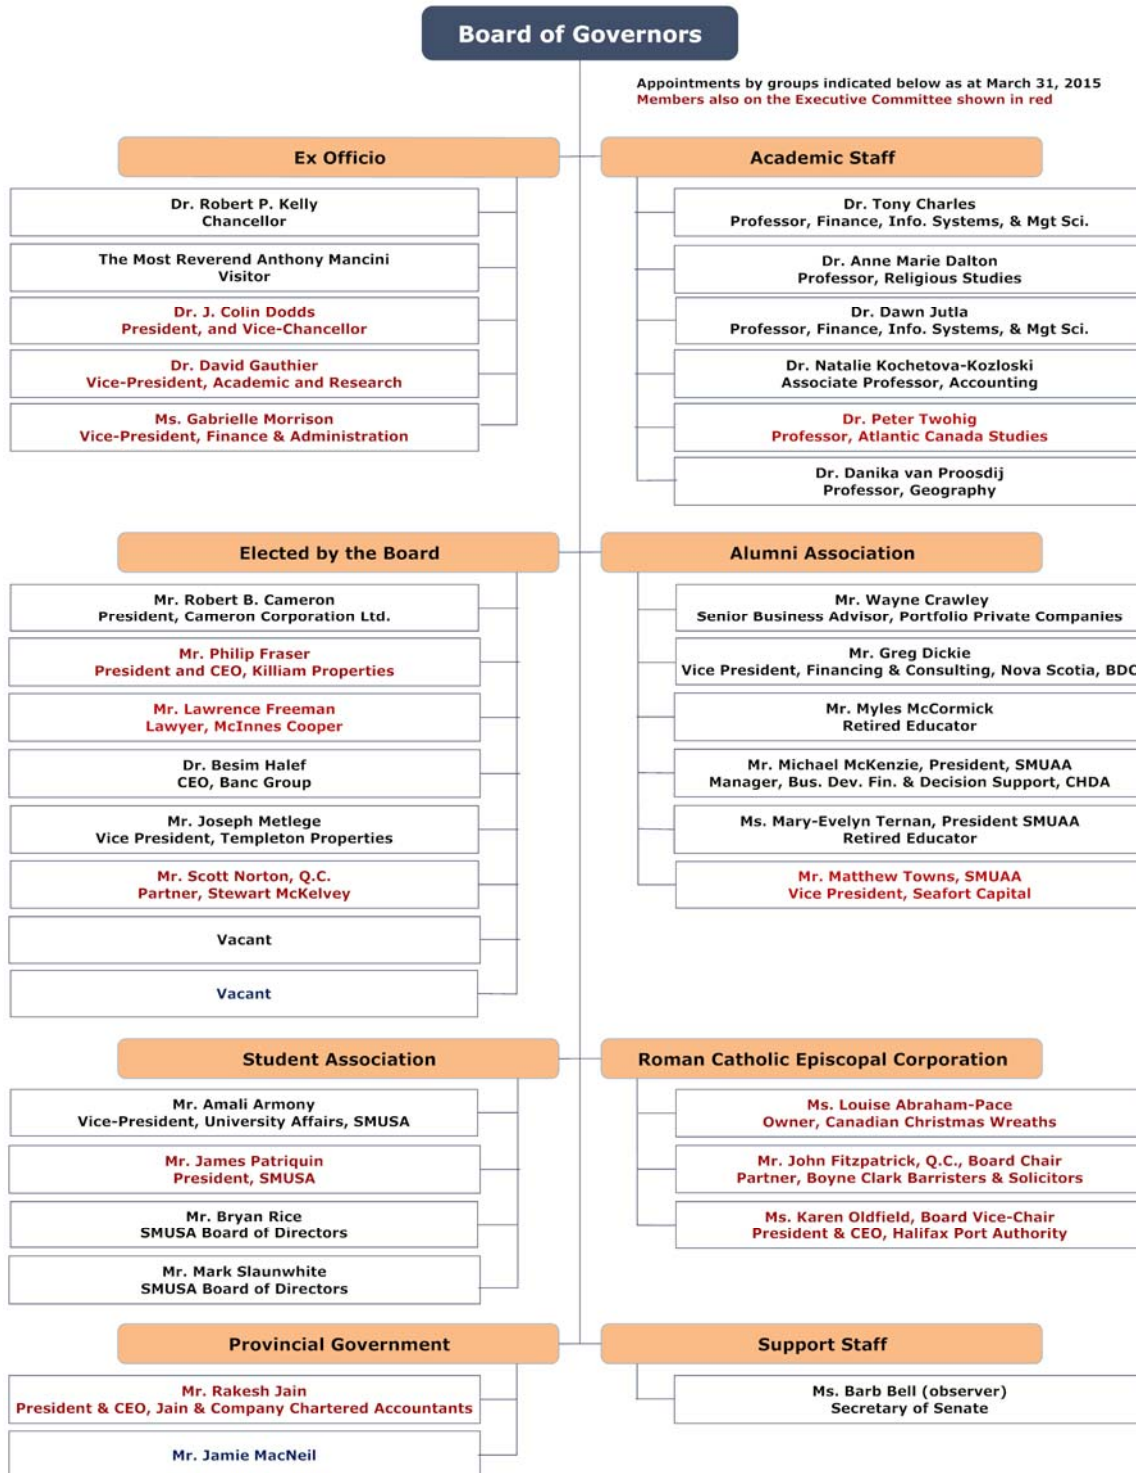 Board of Governors
Appointments by groups indicated below as at March 31, 2015
Members also on the Executive Committee shown in red
Ex Officio
Dr. Robert P. Kelly
Chancellor
The Most Reverend Anthony Mancini
Visitor
Dr. J. Colin Dodds
President, and Vice-Chancellor
Dr. David Gauthier
Vice-President, Academic and Research
Ms. Gabrielle Morrison
Vice-President, Finance & Administration
Academic Staff
Dr. Tony Charles
Professor, Finance, Info. Systems, & Mgt Sci.
Dr. Anne Marie Dalton
Professor, Religious Studies
Dr. Dawn Jutla
Professor, Finance, Info. Systems, & Mgt Sci.
Dr. Natalie Kochetova-Kozloski
Associate Professor, Accounting
Dr. Peter Twohig
Professor, Atlantic Canada Studies
Dr. Danika van Proosdij
Professor, Geography
Elected by the Board
Mr. Robert B. Cameron
President, Cameron Corporation Ltd.
Mr. Philip Fraser
President and CEO, Killiam Properties
Mr. Lawrence Freeman
Lawyer, McInnes Cooper
Dr. Besim Halef
CEO, Banc Group
Mr. Joseph Metlege
Vice President, Templeton Properties
Mr. Scott Norton, Q.C.
Partner, Stewart McKelvey
Vacant
Vacant
Alumni Association
Mr. Wayne Crawley
Senior Business Advisor, Portfolio Private Companies
Mr. Greg Dickie
Vice President, Financing & Consulting, Nova Scotia, BDC
Mr. Myles McCormick
Retired Educator
Mr. Michael McKenzie, President, SMUAA
Manager, Bus. Dev. Fin. & Decision Support, CHDA
Ms. Mary-Evelyn Ternan, President SMUAA
Retired Educator
Mr. Matthew Towns, SMUAA
Vice President, Seafort Capital
Student Association
Mr. Amali Armony
Vice-President, University Affairs, SMUSA
Mr. James Patriquin
President, SMUSA
Mr. Bryan Rice
SMUSA Board of Directors
Mr. Mark Slaunwhite
SMUSA Board of Directors
Roman Catholic Episcopal Corporation
Ms. Louise Abraham-Pace
Owner, Canadian Christmas Wreaths
Mr. John Fitzpatrick, Q.C., Board Chair
Partner, Boyne Clark Barristers & Solicitors
Ms. Karen Oldfield, Board Vice-Chair
President & CEO, Halifax Port Authority
Provincial Government
Mr. Rakesh Jain
President & CEO, Jain & Company Chartered Accountants
Mr. Jamie MacNeil
Support Staff
Ms. Barb Bell (observer)
Secretary of Senate